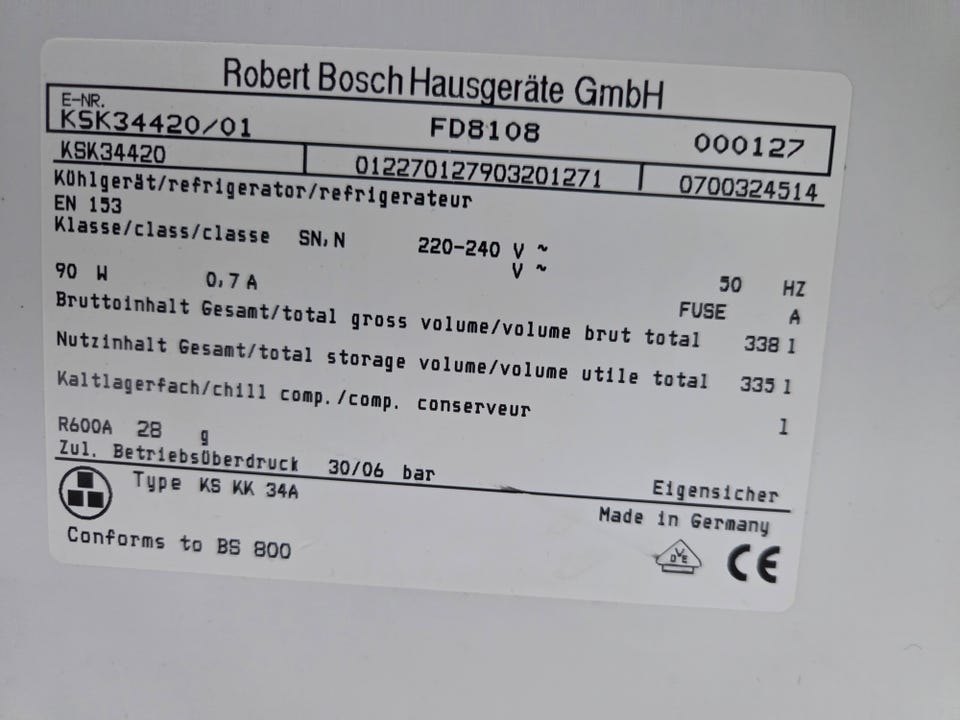 Robert Bosch Hausgeräte GmbH
E-NR.
KSK34420/01 FD8108 000127
KSK34420 012270127903201271 0700324514
Kühlgerät/refrigerator/refrigerateur
EN 153
Klasse/class/classe SN,N 220-240 V ~
V ~
90 W 0,7 A 50 HZ
FUSE A
Bruttoinhalt Gesamt/total gross volume/volume brut total 338 l
Nutzinhalt Gesamt/total storage volume/volume utile total 335 l
Kaltlagerfach/chill comp./comp. conserveur l
R600A 28 g
Zul. Betriebsüberdruck 30/06 bar Eigensicher
Type KS KK 34A Made in Germany
Conforms to BS 800
DVE CE